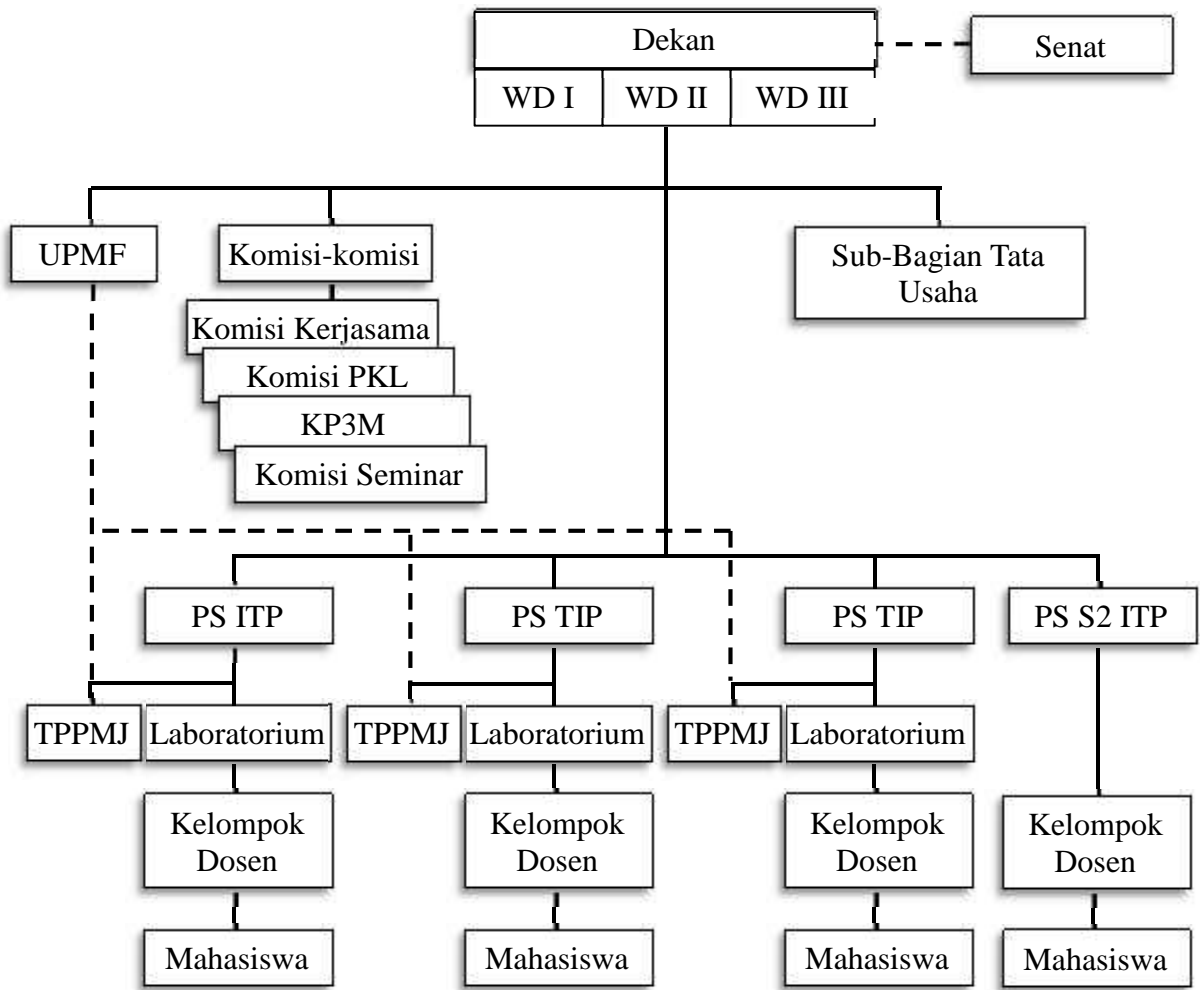 Dekan
Senat
WD I
WD II
WD III
UPMF
Komisi-komisi
Sub-Bagian Tata
Usaha
Komisi Kerjasama
Komisi PKL
KP3M
Komisi Seminar
PS ITP
PS TIP
PS TIP
PS S2 ITP
TPPMJ
Laboratorium
TPPMJ
Laboratorium
TPPMJ
Laboratorium
Kelompok
Dosen
Kelompok
Dosen
Kelompok
Dosen
Kelompok
Dosen
Mahasiswa
Mahasiswa
Mahasiswa
Mahasiswa